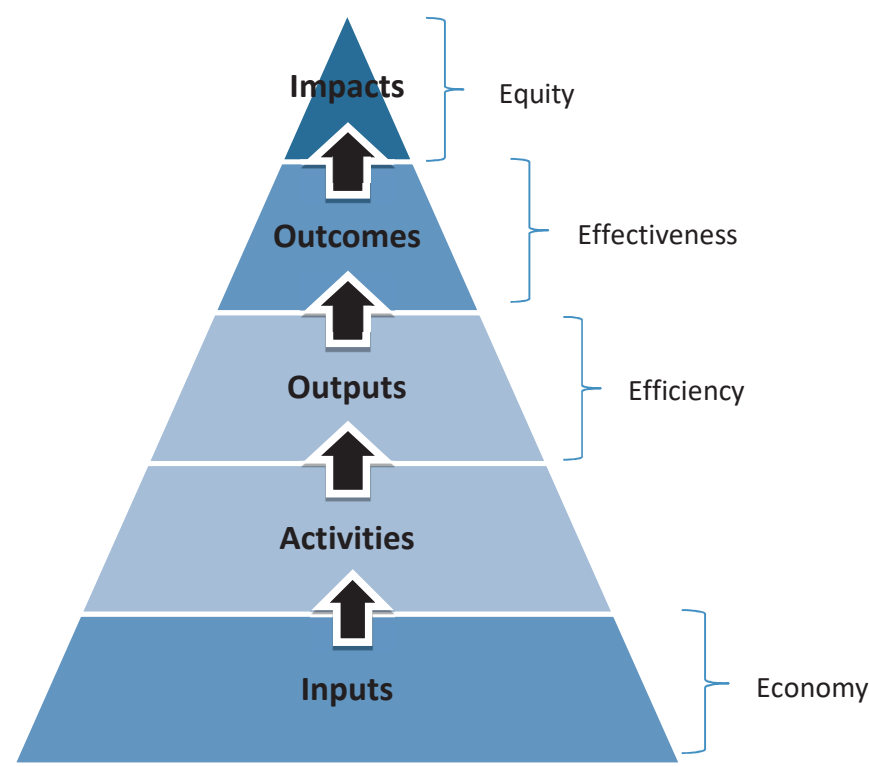 Impacts
Equity
Outcomes
Effectiveness
Outputs
Efficiency
Activities
Inputs
Economy